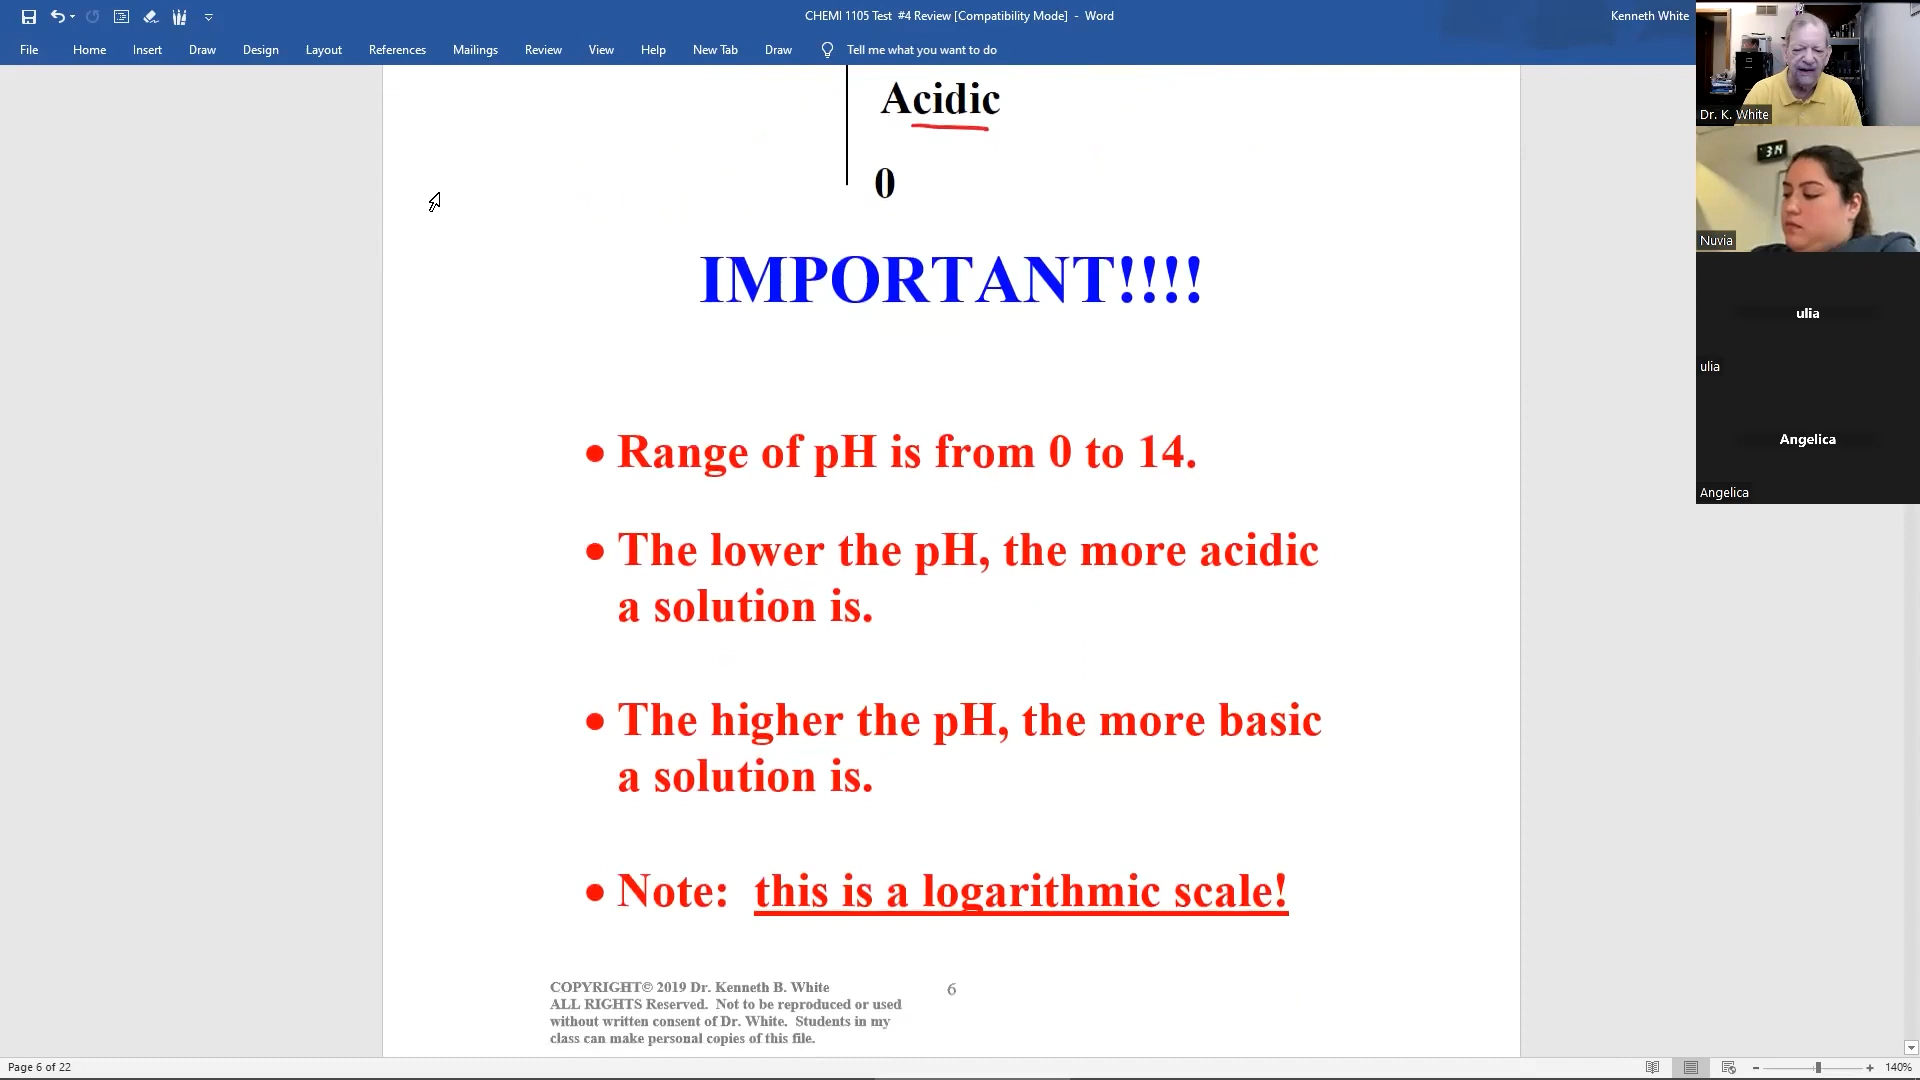 CHEMI 1105 Test  #4 Review [Compatibility Mode]  -  Word
Kenneth White
File Home Insert Draw Design Layout References Mailings Review View Help New Tab Draw Tell me what you want to do
Acidic
0
IMPORTANT!!!!
• Range of pH is from 0 to 14.
• The lower the pH, the more acidic
a solution is.
• The higher the pH, the more basic
a solution is.
• Note:  this is a logarithmic scale!
COPYRIGHT© 2019 Dr. Kenneth B. White
ALL RIGHTS Reserved.  Not to be reproduced or used
without written consent of Dr. White.  Students in my
class can make personal copies of this file.
6
Dr. K. White
3:14
Nuvia
ulia
ulia
Angelica
Angelica
Page 6 of 22
140%